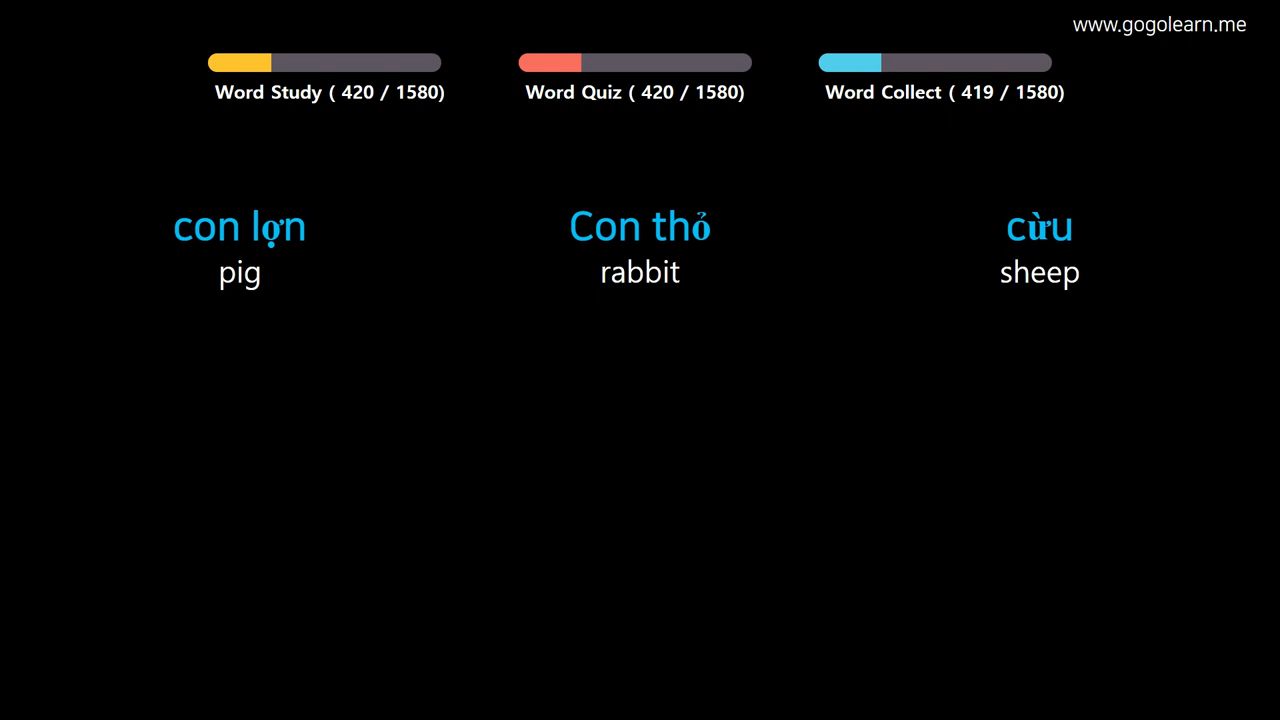 www.gogolearn.me
Word Study ( 420 / 1580)
Word Quiz ( 420 / 1580)
Word Collect ( 419 / 1580)
con lợn
Con thỏ
cừu
pig
rabbit
sheep